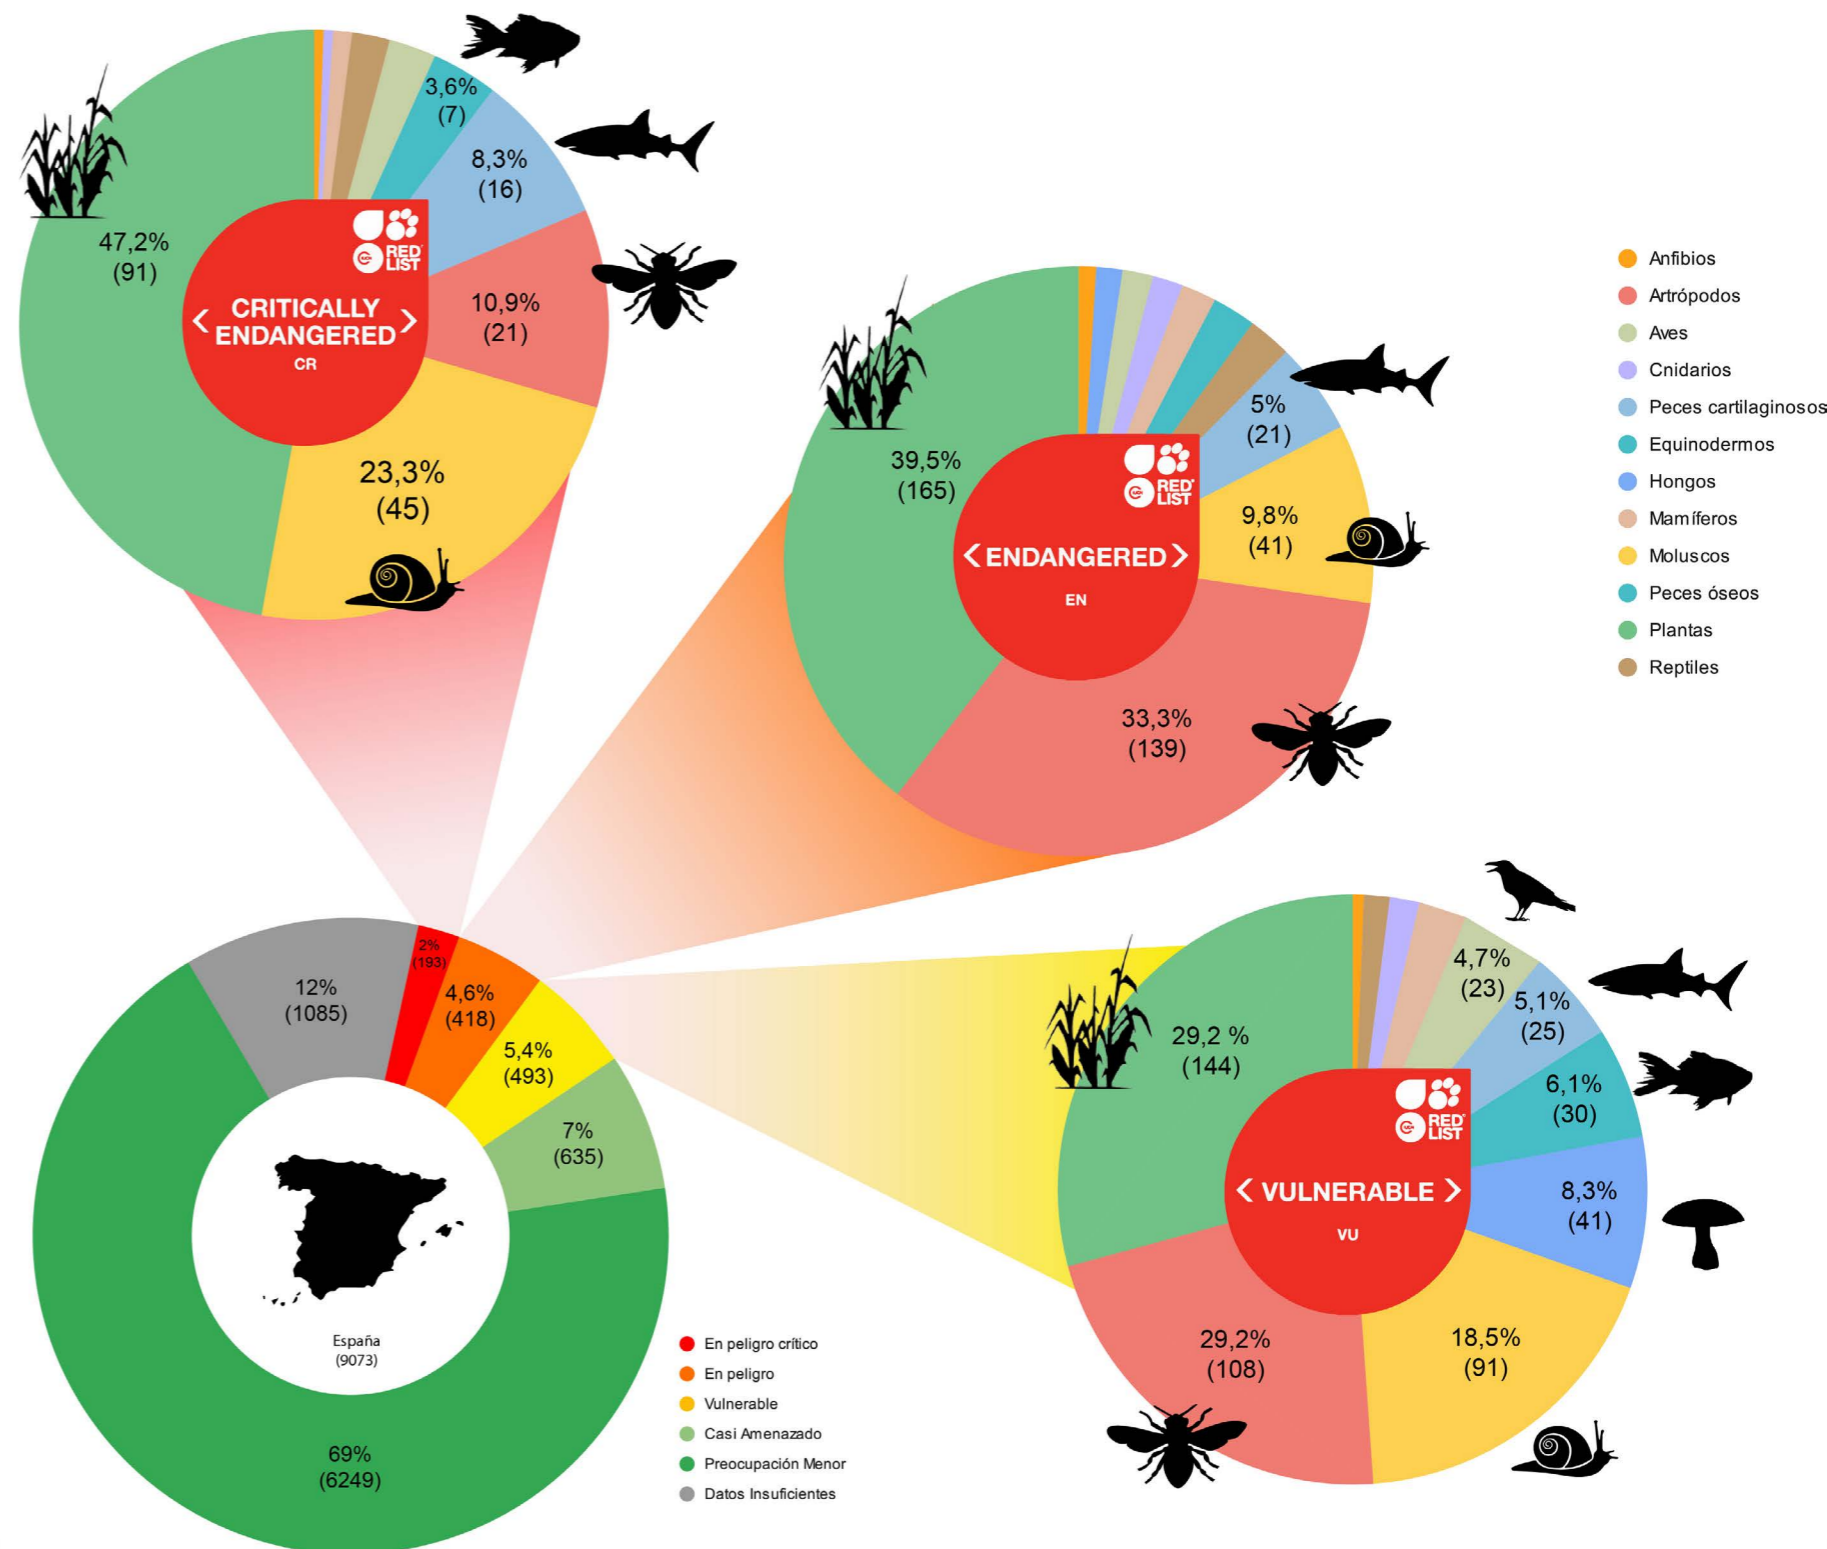 3,6%
(7)
8,3%
(16)
47,2%
(91)
RED
LIST
CRITICALLY
ENDANGERED
CR
10,9%
(21)
23,3%
(45)
5%
(21)
39,5%
(165)
RED
LIST
9,8%
(41)
ENDANGERED
EN
33,3%
(139)
Anfibios
Artrópodos
Aves
Cnidarios
Peces cartilaginosos
Equinodermos
Hongos
Mamíferos
Moluscos
Peces óseos
Plantas
Reptiles
2%
(193)
12%
(1085)
4,6%
(418)
5,4%
(493)
7%
(635)
España
(9073)
69%
(6249)
En peligro crítico
En peligro
Vulnerable
Casi Amenazado
Preocupación Menor
Datos Insuficientes
4,7%
(23)
5,1%
(25)
29,2 %
(144)
6,1%
(30)
RED
LIST
VULNERABLE
VU
8,3%
(41)
29,2%
(108)
18,5%
(91)